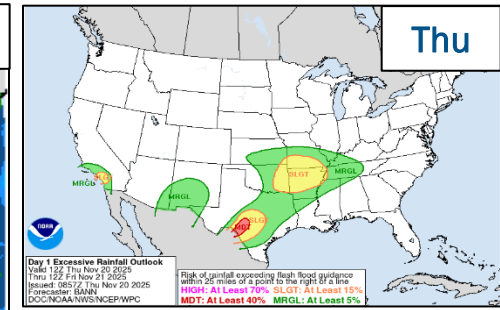 Thu
MRGL
SLGT
MRGL
SLGT
MRGL
SLGT
MDT
NOAA
Day 1 Excessive Rainfall Outlook
Valid 12Z Thu Nov 20 2025
Thru 12Z Fri Nov 21 2025
Issued: 0857Z Thu Nov 20 2025
Forecaster: BANN
DOC/NOAA/NWS/NCEP/WPC
Risk of rainfall exceeding flash flood guidance
within 25 miles of a point to the right of a line
HIGH: At Least 70% SLGT: At Least 15%
MDT: At Least 40% MRGL: At Least 5%